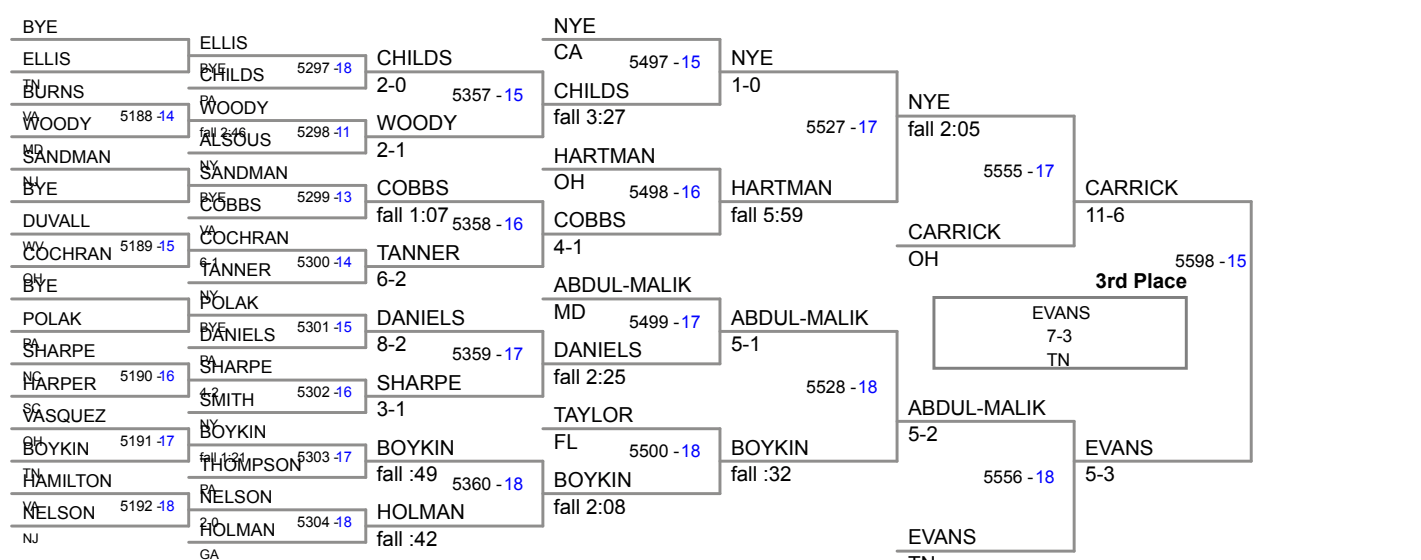 BYE
ELLIS
TN
BURNS
VA
WOODY
MD
SANDMAN
NJ
BYE
DUVALL
WV
COCHRAN
OH
BYE
POLAK
PA
SHARPE
NC
HARPER
SC
VASQUEZ
OH
BOYKIN
TN
HAMILTON
VA
NELSON
NJ
5188 -14
5189 -15
5190 -16
5191 -17
5192 -18
ELLIS
BYE
CHILDS
PA
WOODY
fall 2:46
ALSOUS
NY
SANDMAN
BYE
COBBS
VA
COCHRAN
6-1
TANNER
NY
POLAK
BYE
DANIELS
PA
SHARPE
4-2
SMITH
NY
BOYKIN
fall 1:21
THOMPSON
PA
NELSON
2-0
HOLMAN
GA
5297 -18
5298 -11
5299 -13
5300 -14
5301 -15
5302 -16
5303 -17
5304 -18
CHILDS
2-0
WOODY
2-1
COBBS
fall 1:07
TANNER
6-2
DANIELS
8-2
SHARPE
3-1
BOYKIN
fall :49
HOLMAN
fall :42
5357 -15
5358 -16
5359 -17
5360 -18
NYE
CA
CHILDS
fall 3:27
HARTMAN
OH
COBBS
4-1
ABDUL-MALIK
MD
DANIELS
fall 2:25
TAYLOR
FL
BOYKIN
fall 2:08
5497 -15
5498 -16
5499 -17
5500 -18
NYE
1-0
HARTMAN
fall 5:59
ABDUL-MALIK
5-1
BOYKIN
fall :32
5527 -17
5528 -18
NYE
fall 2:05
CARRICK
OH
ABDUL-MALIK
5-2
EVANS
TN
5555 -17
5556 -18
CARRICK
11-6
EVANS
5-3
5598 -15
3rd Place
EVANS
7-3
TN